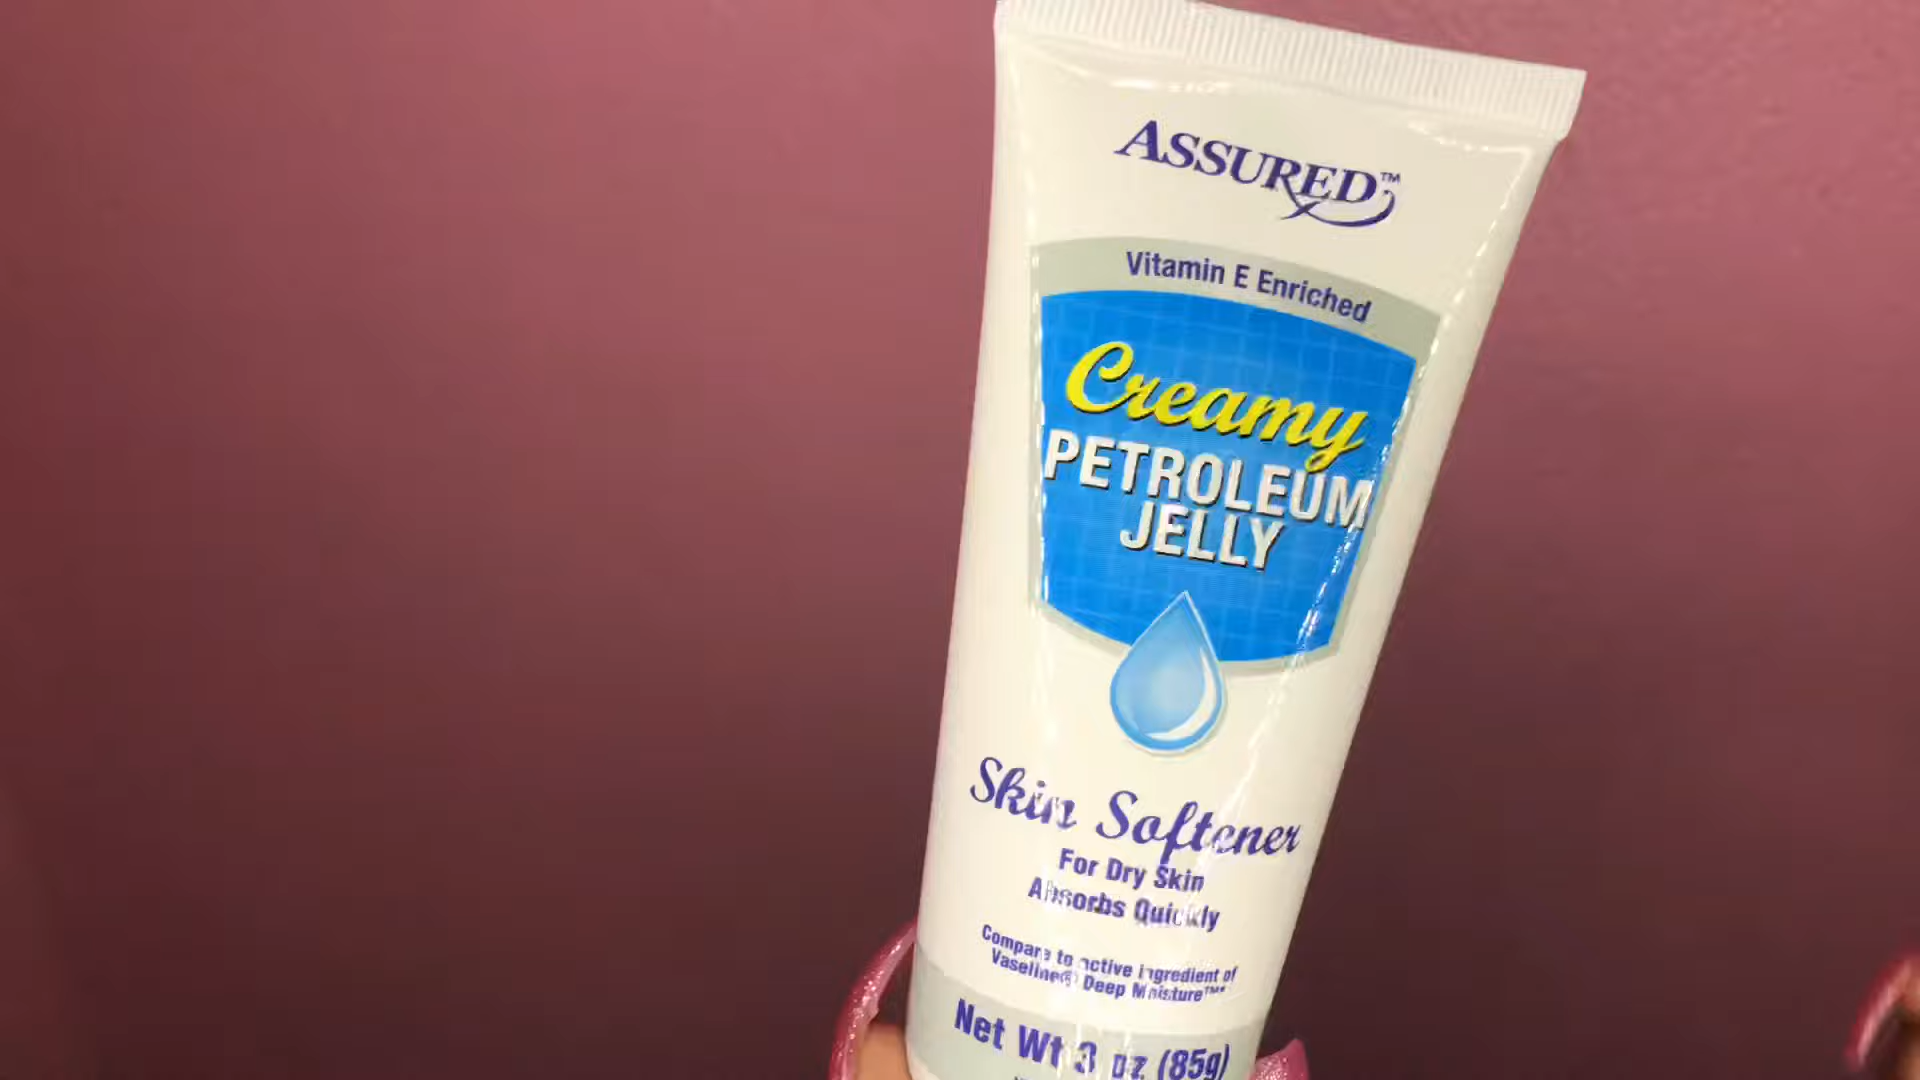 ASSURED™
Vitamin E Enriched
Creamy
PETROLEUM
JELLY
Skin Softener
For Dry Skin
Absorbs Quickly
Compare to active ingredient of
Vaseline® Deep Moisture™*
Net Wt 3 oz (85g)